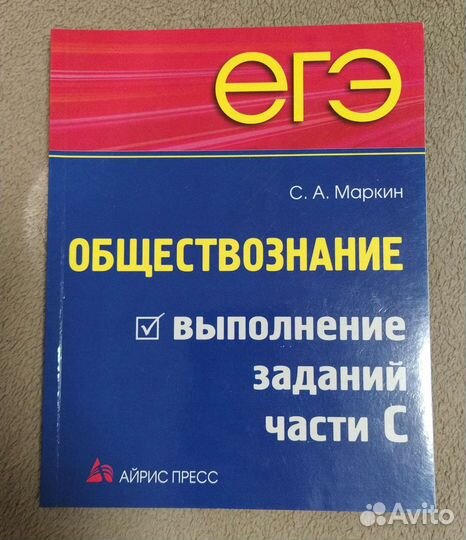 егэ
С. А. Маркин
ОБЩЕСТВОЗНАНИЕ
выполнение
заданий
части С
АЙРИС ПРЕСС
Avito